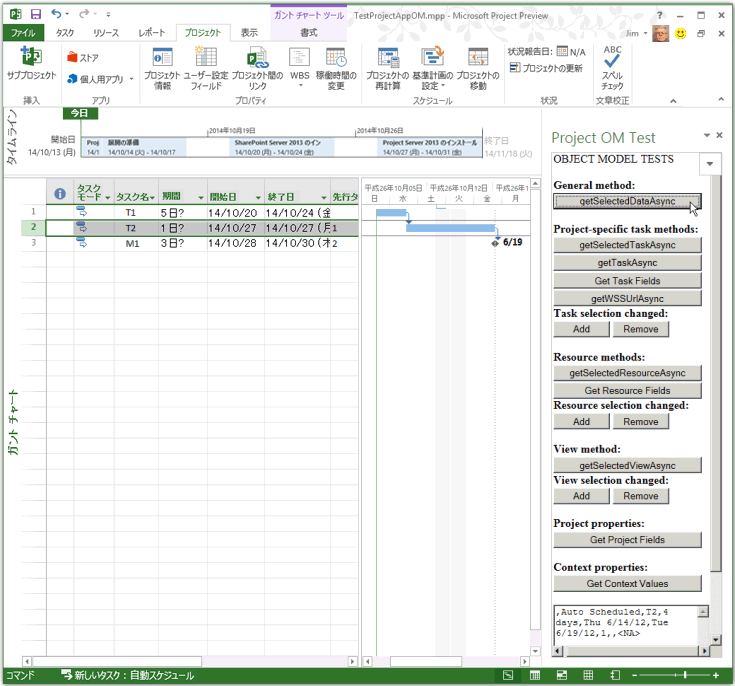 ガント チャート ツール
TestProjectAppOM.mpp - Microsoft Project Preview
ファイル タスク リソース レポート プロジェクト 表示 書式
Jim
サブプロジェクト
挿入
ストア
個人用アプリ
アプリ
プロジェクト情報
ユーザー設定フィールド
プロジェクト間のリンク
WBS
稼働時間の変更
プロパティ
プロジェクトの再計算
基準計画の設定
プロジェクトの移動
スケジュール
状況報告日: N/A
プロジェクトの更新
状況
ABC
スペルチェック
文章校正
タイムライン
今日
2014年10月19日 2014年10月26日
開始日
14/10/13 (月)
Proj
14/1
展開の準備
14/10/14 (火) - 14/10/17
SharePoint Server 2013 のイン
14/10/20 (月) - 14/10/24 (金)
Project Server 2013 のインストール
14/10/27 (月) - 14/10/31 (金)
終了日
14/11/18 (火)
タスク モード タスク名 期間 開始日 終了日 先行タ
平成26年10月05日 平成26年10月12日 平成26年1
日 水 土 火 金 月
1 T1 5 日? 14/10/20 14/10/24 (金
2 T2 1 日? 14/10/27 14/10/27 (月 1
3 M1 3 日? 14/10/28 14/10/30 (木 2
6/19
ガント チャート
Project OM Test
OBJECT MODEL TESTS
General method:
getSelectedDataAsync
Project-specific task methods:
getSelectedTaskAsync
getTaskAsync
Get Task Fields
getWSSUrlAsync
Task selection changed:
Add Remove
Resource methods:
getSelectedResourceAsync
Get Resource Fields
Resource selection changed:
Add Remove
View method:
getSelectedViewAsync
View selection changed:
Add Remove
Project properties:
Get Project Fields
Context properties:
Get Context Values
,Auto Scheduled,T2,4
days,Thu 6/14/12,Tue
6/19/12,1,,<NA>
コマンド 新しいタスク : 自動スケジュール